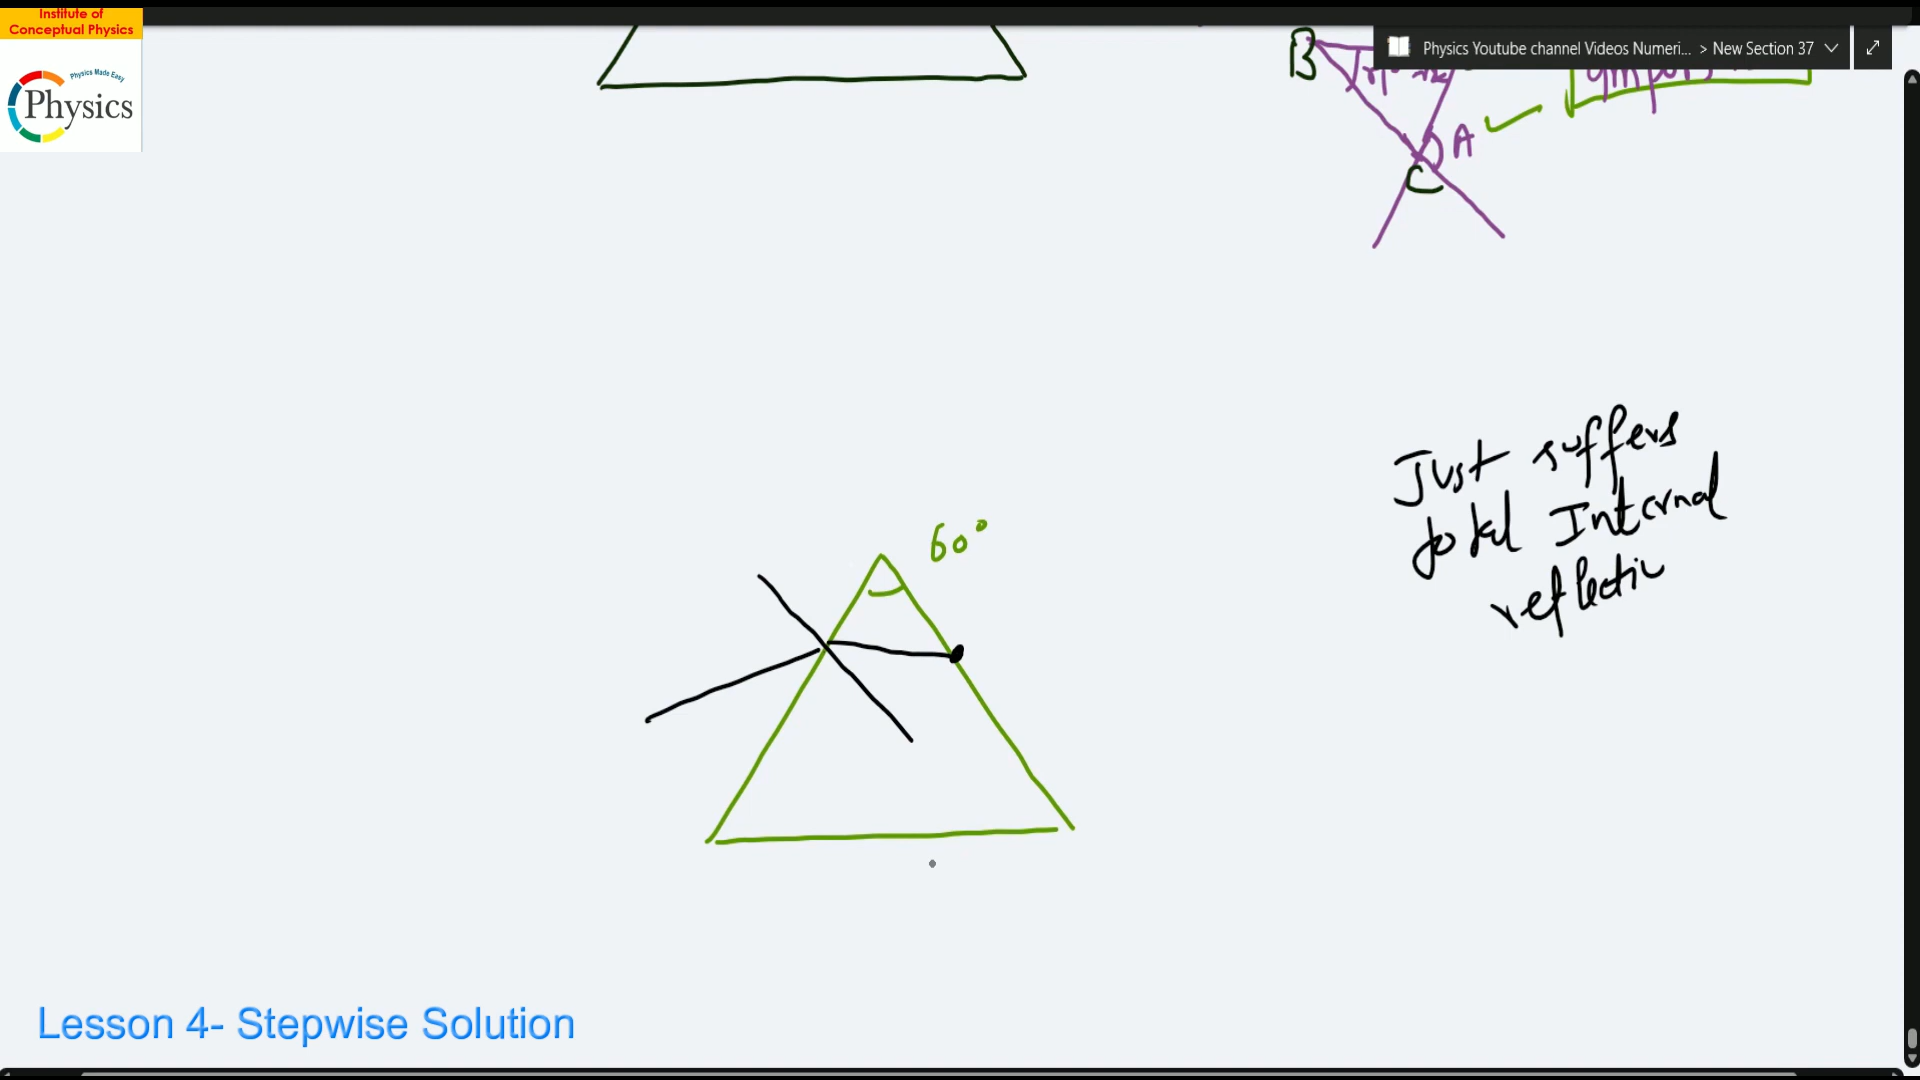 Institute of
Conceptual Physics
Physics Made Easy
Physics
Physics Youtube channel Videos Numeri... > New Section 37
B
A
C
Just suffers
total Internal
reflectiv
60°
Lesson 4- Stepwise Solution